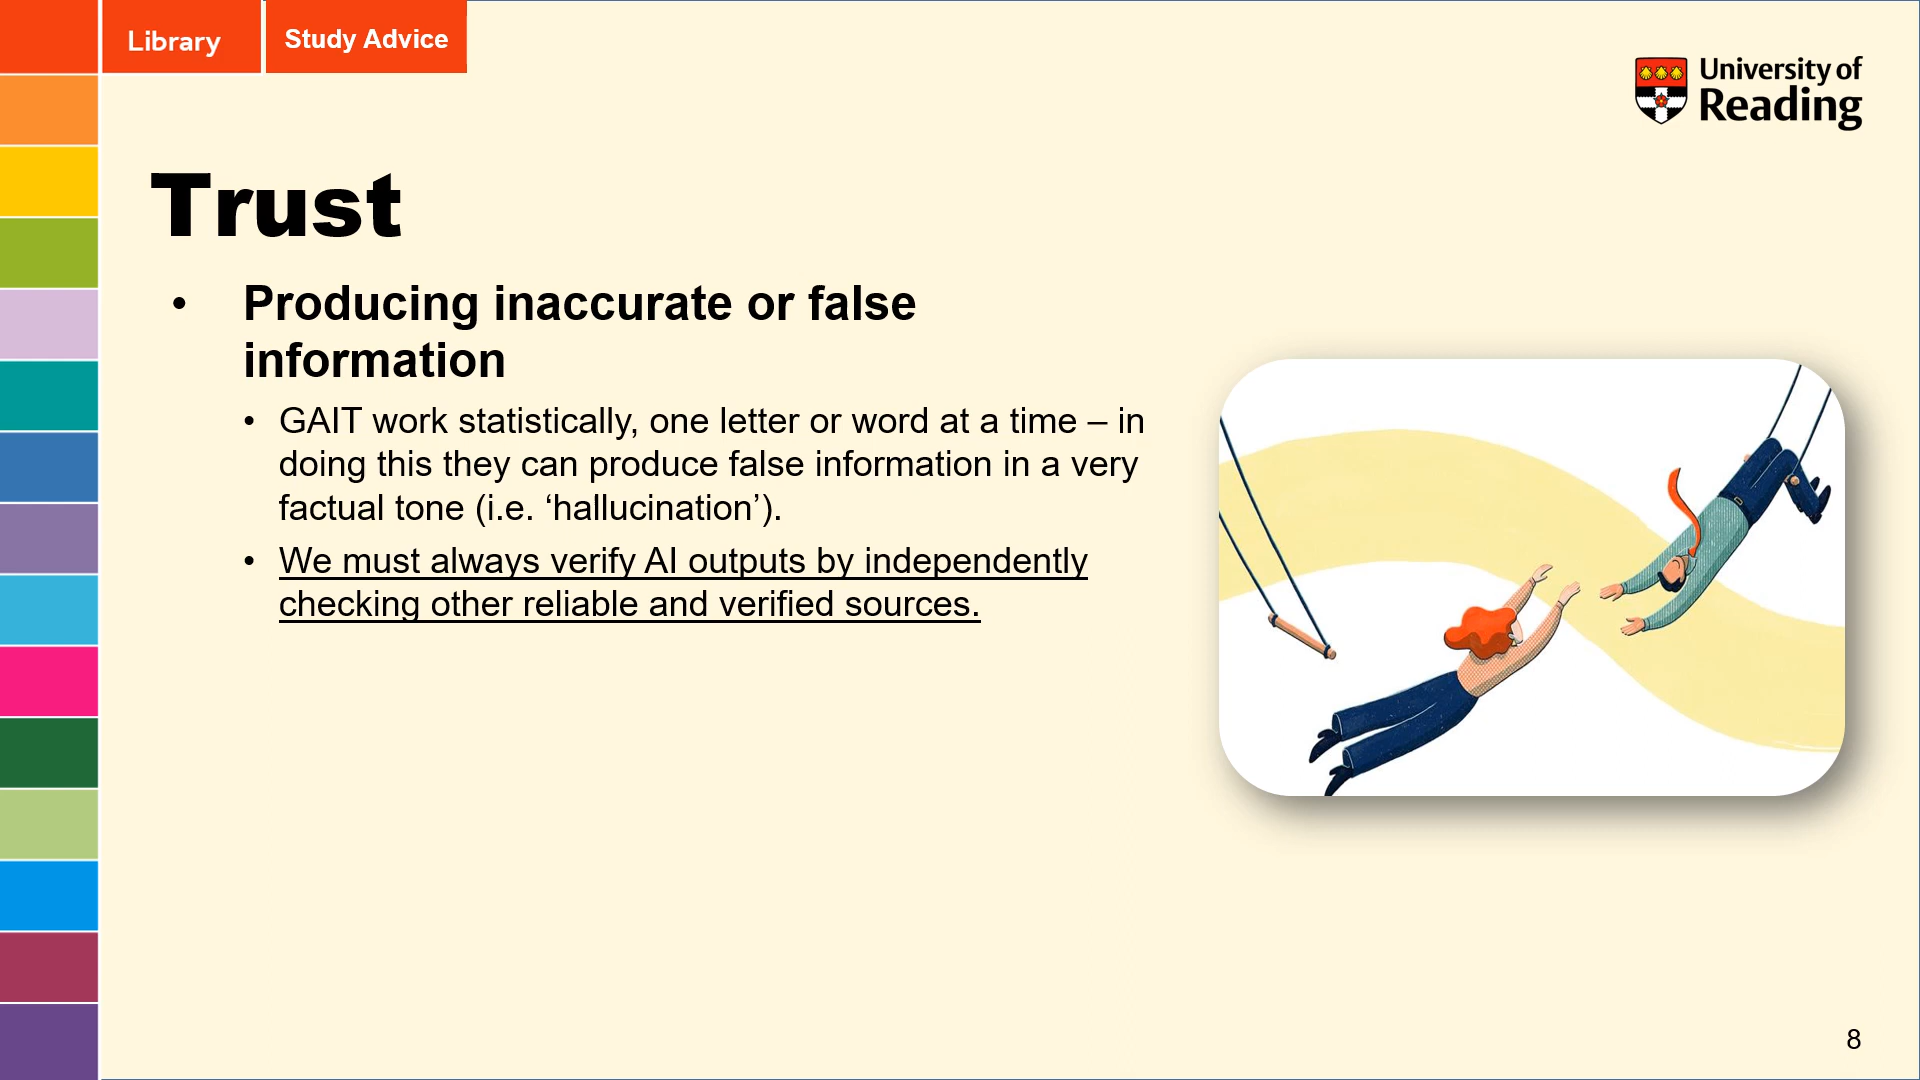 Library
Study Advice
University of
Reading
Trust
• Producing inaccurate or false
information
• GAIT work statistically, one letter or word at a time – in
doing this they can produce false information in a very
factual tone (i.e. ‘hallucination’).
• We must always verify AI outputs by independently
checking other reliable and verified sources.
8